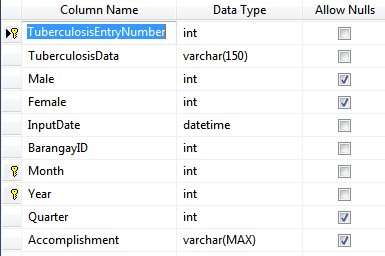 Column Name Data Type Allow Nulls
TuberculosisEntryNumber int
TuberculosisData varchar(150)
Male int
Female int
InputDate datetime
BarangayID int
Month int
Year int
Quarter int
Accomplishment varchar(MAX)